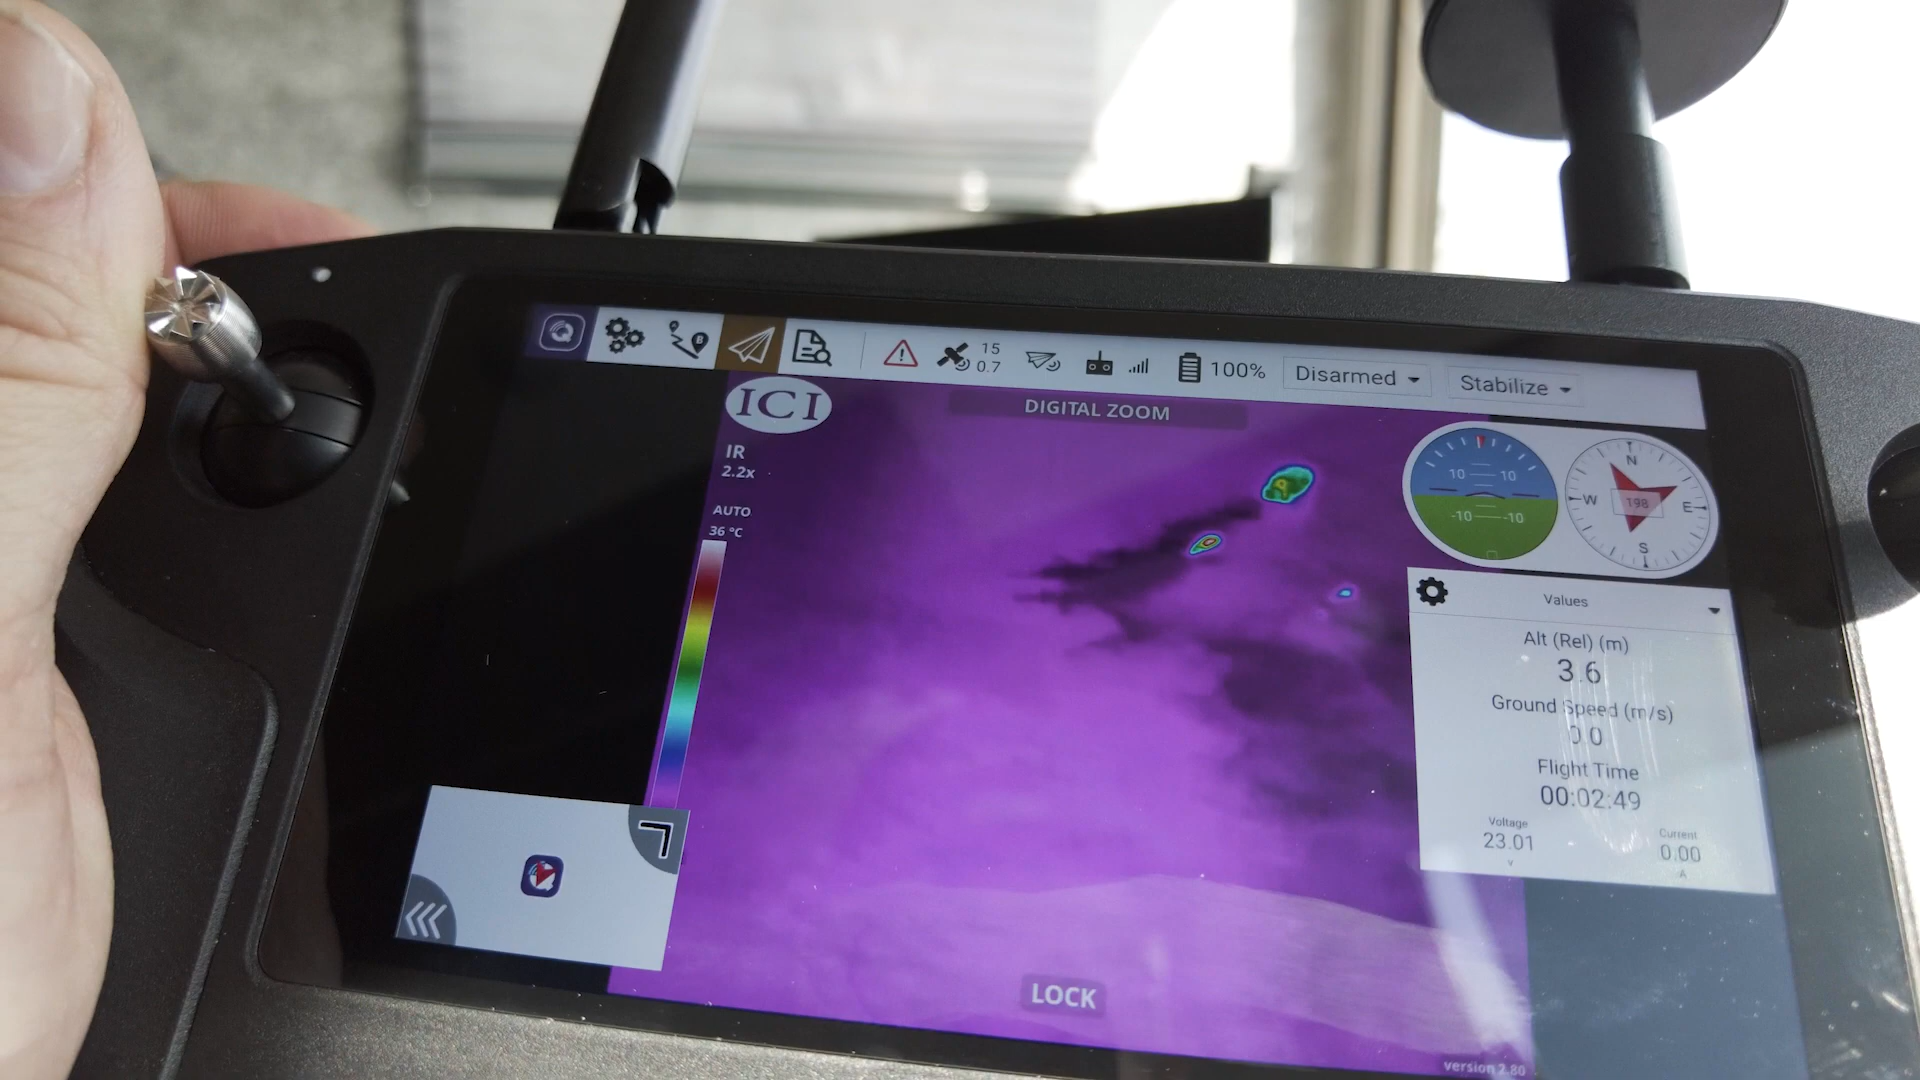 15
0.7
100%
Disarmed
Stabilize
ICI
DIGITAL ZOOM
IR
2.2x
AUTO
36 °C
10 10
-10 -10
N
W
E
S
198
Values
Alt (Rel) (m)
3.6
Ground Speed (m/s)
0.0
Flight Time
00:02:49
Voltage
23.01
V
Current
0.00
A
LOCK
version 2.80